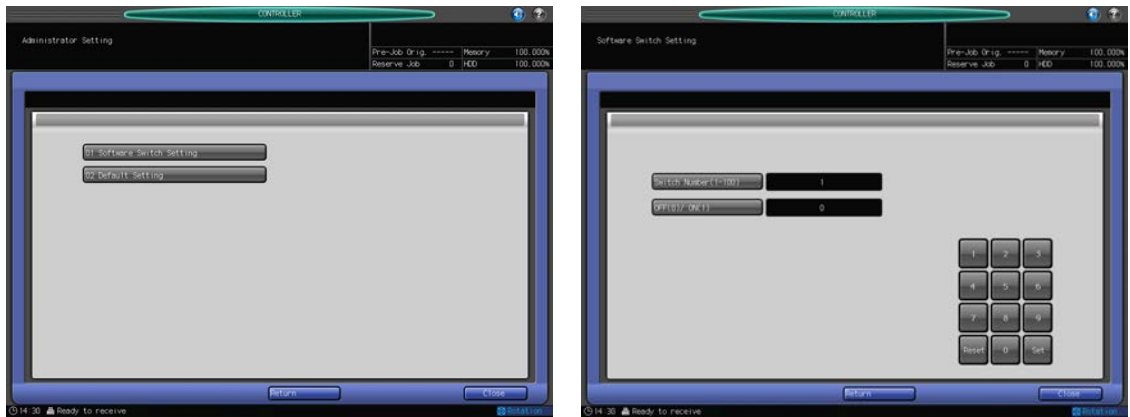 CONTROLLER
Administrator Setting
Pre-Job Orig. ----- Memory 100.000%
Reserve Job 0 HDD 100.000%
01 Software Switch Setting
02 Default Setting
Return Close
14:30 Ready to receive Rotation
CONTROLLER
Software Switch Setting
Pre-Job Orig. ----- Memory 100.000%
Reserve Job 0 HDD 100.000%
Switch Number(1-100) 1
OFF(0)/ ON(1) 0
1 2 3
4 5 6
7 8 9
Reset 0 Set
Return Close
14:30 Ready to receive Rotation